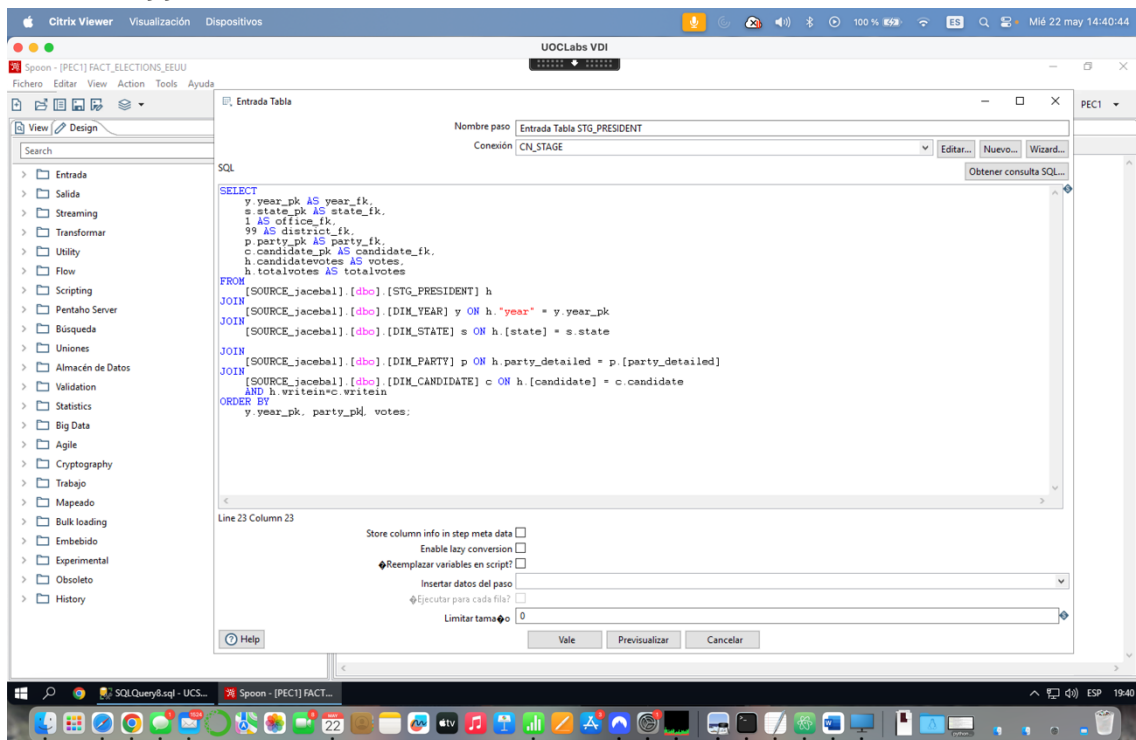 Citrix Viewer Visualización Dispositivos 100 % ES Mié 22 may 14:40:44
UOCLabs VDI
Spoon - [PEC1] FACT_ELECTIONS_EEUU
Fichero Editar View Action Tools Ayuda
PEC1
View Design
Search
Entrada
Salida
Streaming
Transformar
Utility
Flow
Scripting
Pentaho Server
Búsqueda
Uniones
Almacén de Datos
Validation
Statistics
Big Data
Agile
Cryptography
Trabajo
Mapeado
Bulk loading
Embebido
Experimental
Obsoleto
History
Entrada Tabla
Nombre paso Entrada Tabla STG_PRESIDENT
Conexión CN_STAGE Editar... Nuevo... Wizard...
SQL Obtener consulta SQL...
SELECT
y.year_pk AS year_fk,
s.state_pk AS state_fk,
1 AS office_fk,
99 AS district_fk,
p.party_pk AS party_fk,
c.candidate_pk AS candidate_fk,
h.candidatevotes AS votes,
h.totalvotes AS totalvotes
FROM
[SOURCE_jacebal].[dbo].[STG_PRESIDENT] h
JOIN
[SOURCE_jacebal].[dbo].[DIM_YEAR] y ON h."year" = y.year_pk
JOIN
[SOURCE_jacebal].[dbo].[DIM_STATE] s ON h.[state] = s.state
JOIN
[SOURCE_jacebal].[dbo].[DIM_PARTY] p ON h.party_detailed = p.[party_detailed]
JOIN
[SOURCE_jacebal].[dbo].[DIM_CANDIDATE] c ON h.[candidate] = c.candidate
AND h.writein=c.writein
ORDER BY
y.year_pk, party_pk, votes;
Line 23 Column 23
Store column info in step meta data
Enable lazy conversion
�Reemplazar variables en script?
Insertar datos del paso
�Ejecutar para cada fila?
Limitar tama�o 0
Help Vale Previsualizar Cancelar
SQLQuery8.sql - UCS... Spoon - [PEC1] FACT... ESP 19:40
MAY
22
tv